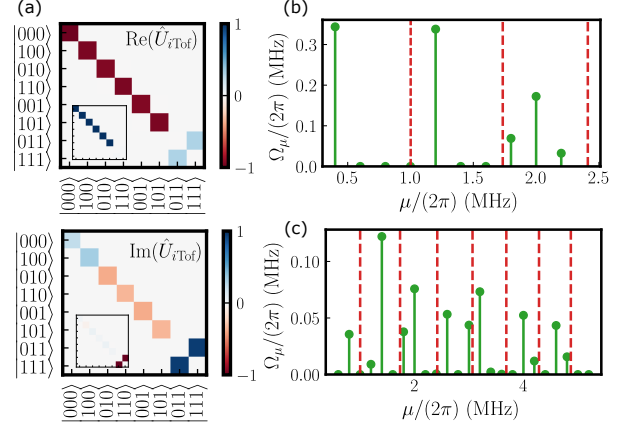 (a)
Re(Û_iTof)
|000⟩
|100⟩
|010⟩
|110⟩
|001⟩
|101⟩
|011⟩
|111⟩
1
0
−1
|000⟩ |100⟩ |010⟩ |110⟩ |001⟩ |101⟩ |011⟩ |111⟩
Im(Û_iTof)
|000⟩
|100⟩
|010⟩
|110⟩
|001⟩
|101⟩
|011⟩
|111⟩
1
0
−1
|000⟩ |100⟩ |010⟩ |110⟩ |001⟩ |101⟩ |011⟩ |111⟩
(b)
Ω_μ/(2π) (MHz)
0.3
0.2
0.1
0.0
0.5 1.0 1.5 2.0 2.5
μ/(2π) (MHz)
(c)
Ω_μ/(2π) (MHz)
0.10
0.05
0.00
2 4
μ/(2π) (MHz)